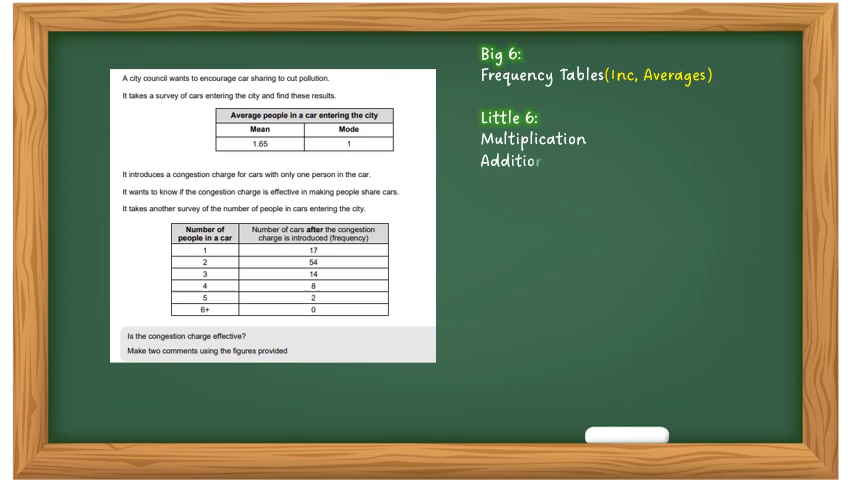 A city council wants to encourage car sharing to cut pollution.
It takes a survey of cars entering the city and find these results.
Average people in a car entering the city
Mean Mode
1.65 1
It introduces a congestion charge for cars with only one person in the car.
It wants to know if the congestion charge is effective in making people share cars.
It takes another survey of the number of people in cars entering the city.
Number of people in a car Number of cars after the congestion charge is introduced (frequency)
1 17
2 54
3 14
4 8
5 2
6+ 0
Is the congestion charge effective?
Make two comments using the figures provided
Big 6:
Frequency Tables(Inc, Averages)
Little 6:
Multiplication
Addition